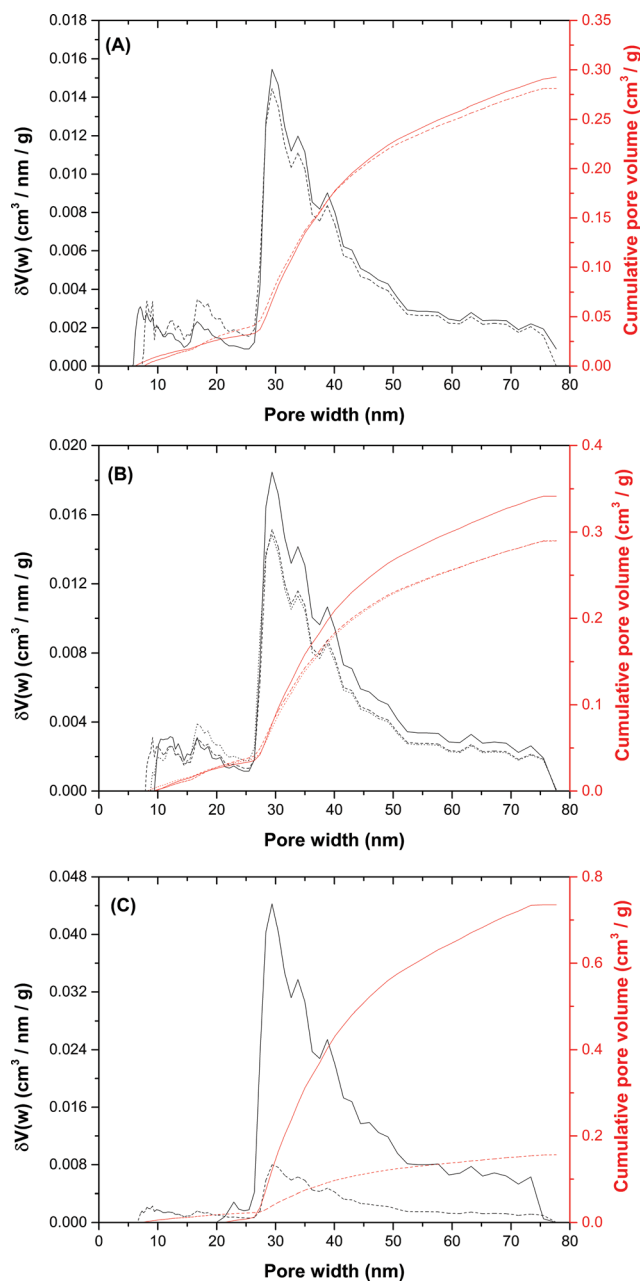 (A)
0.018
0.016
0.014
0.012
0.010
0.008
0.006
0.004
0.002
0.000
δV(w) (cm³ / nm / g)
0.35
0.30
0.25
0.20
0.15
0.10
0.05
0.00
Cumulative pore volume (cm³ / g)
0 10 20 30 40 50 60 70 80
Pore width (nm)
(B)
0.020
0.016
0.012
0.008
0.004
0.000
δV(w) (cm³ / nm / g)
0.4
0.3
0.2
0.1
0.0
Cumulative pore volume (cm³ / g)
0 10 20 30 40 50 60 70 80
Pore width (nm)
(C)
0.048
0.040
0.032
0.024
0.016
0.008
0.000
δV(w) (cm³ / nm / g)
0.8
0.6
0.4
0.2
0.0
Cumulative pore volume (cm³ / g)
0 10 20 30 40 50 60 70 80
Pore width (nm)